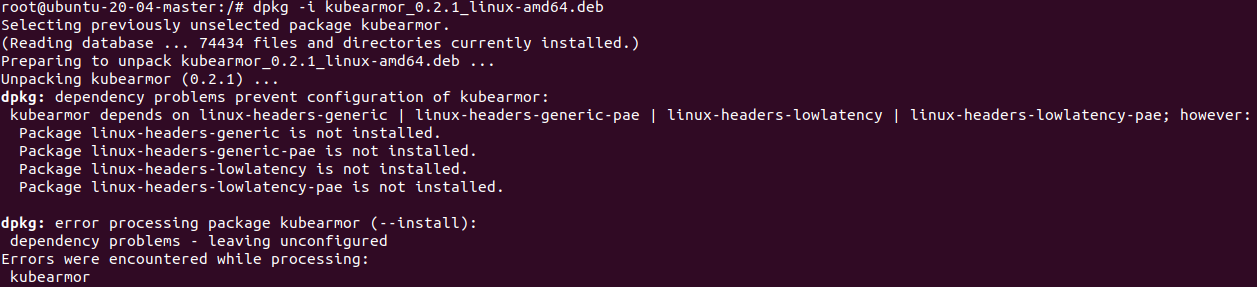 root@ubuntu-20-04-master:/# dpkg -i kubearmor_0.2.1_linux-amd64.deb
Selecting previously unselected package kubearmor.
(Reading database ... 74434 files and directories currently installed.)
Preparing to unpack kubearmor_0.2.1_linux-amd64.deb ...
Unpacking kubearmor (0.2.1) ...
dpkg: dependency problems prevent configuration of kubearmor:
 kubearmor depends on linux-headers-generic | linux-headers-generic-pae | linux-headers-lowlatency | linux-headers-lowlatency-pae; however:
  Package linux-headers-generic is not installed.
  Package linux-headers-generic-pae is not installed.
  Package linux-headers-lowlatency is not installed.
  Package linux-headers-lowlatency-pae is not installed.

dpkg: error processing package kubearmor (--install):
 dependency problems - leaving unconfigured
Errors were encountered while processing:
 kubearmor